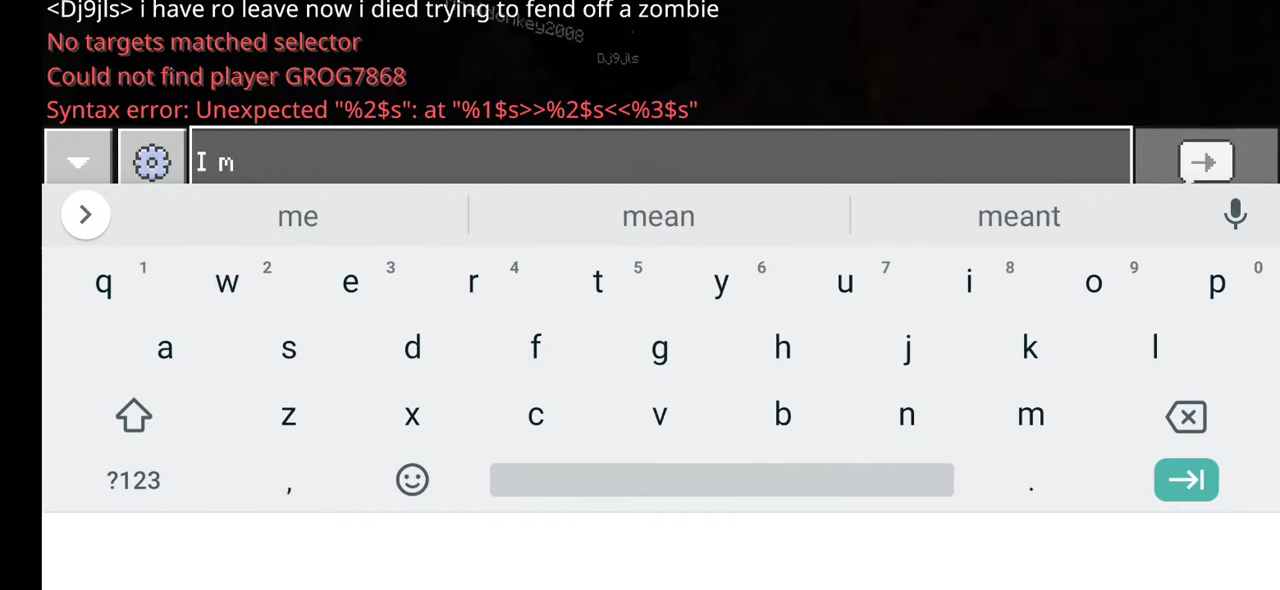 <Dj9jls> i have ro leave now i died trying to fend off a zombie
No targets matched selector
Could not find player GROG7868
Syntax error: Unexpected "%2$s": at "%1$s>>%2$s<<%3$s"
Dj9jls
I m
me mean meant
q 1 w 2 e 3 r 4 t 5 y 6 u 7 i 8 o 9 p 0
a s d f g h j k l
z x c v b n m
?123 , .